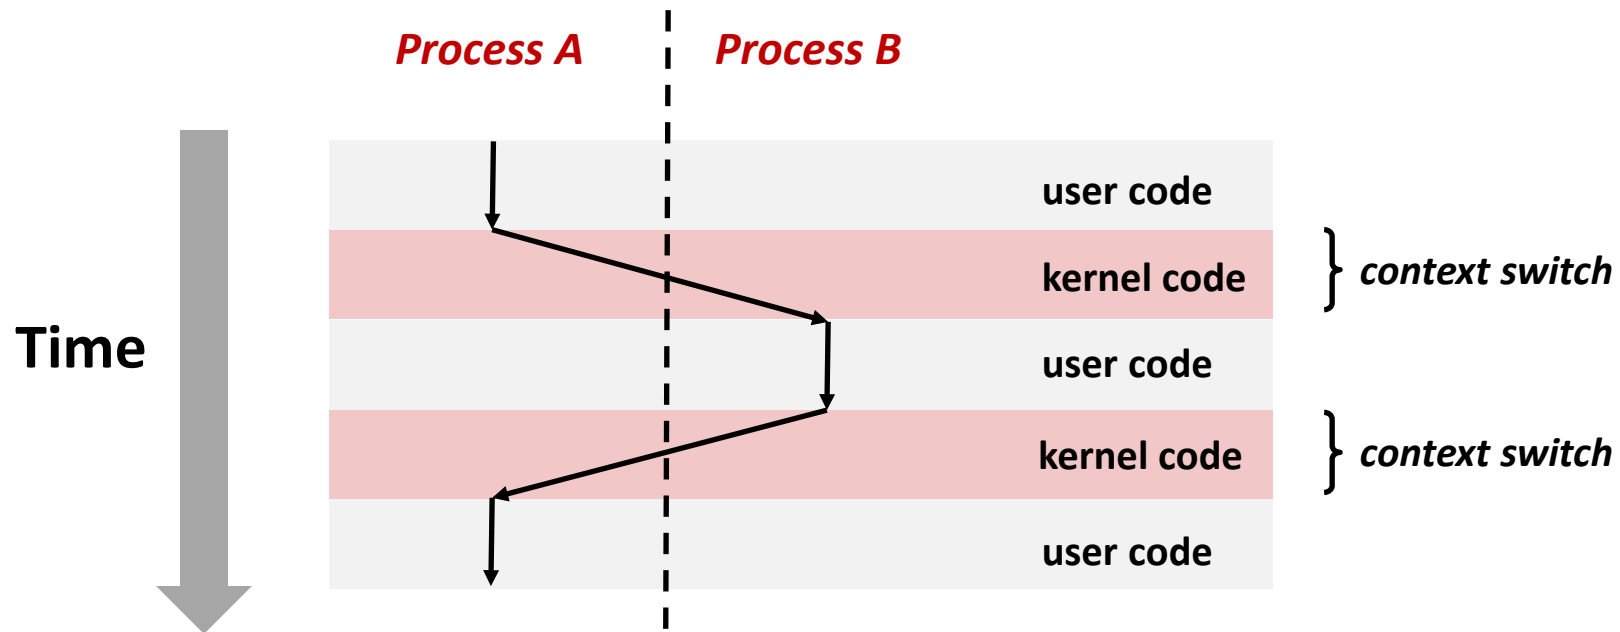 Process A
Process B
user code
kernel code
context switch
Time
user code
kernel code
context switch
user code